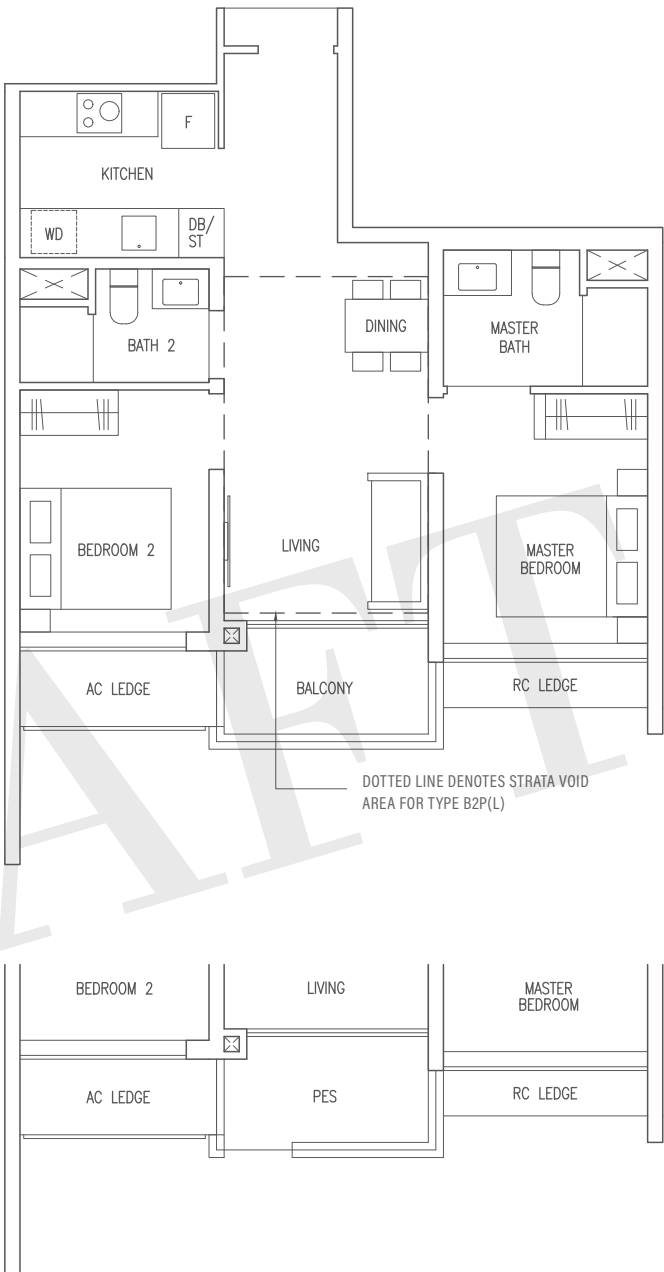 F
KITCHEN
WD
DB/
ST
BATH 2
DINING
MASTER
BATH
BEDROOM 2
LIVING
MASTER
BEDROOM
AC LEDGE
BALCONY
RC LEDGE
DOTTED LINE DENOTES STRATA VOID
AREA FOR TYPE B2P(L)
AFT
BEDROOM 2
LIVING
MASTER
BEDROOM
AC LEDGE
PES
RC LEDGE